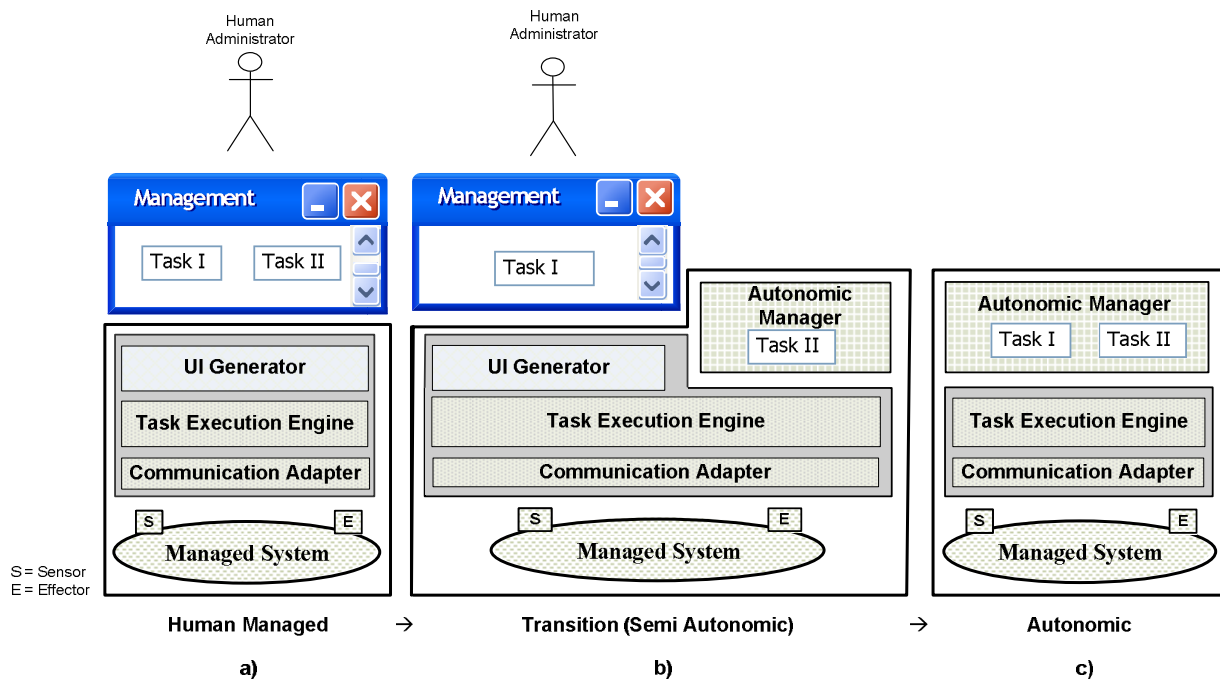 Human
Administrator
Management
Task I
Task II
UI Generator
Task Execution Engine
Communication Adapter
S
E
Managed System
S = Sensor
E = Effector
Human Managed
a)
→
Human
Administrator
Management
Task I
Autonomic
Manager
Task II
UI Generator
Task Execution Engine
Communication Adapter
S
E
Managed System
Transition (Semi Autonomic)
b)
→
Autonomic Manager
Task I
Task II
Task Execution Engine
Communication Adapter
S
E
Managed System
Autonomic
c)